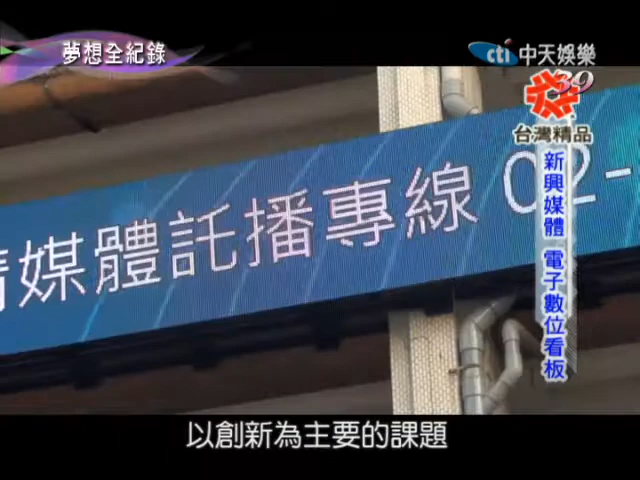 夢想全紀錄
cti 中天娛樂
39
台灣精品
新興媒體 電子數位看板
媒體託播專線 02-
以創新為主要的課題